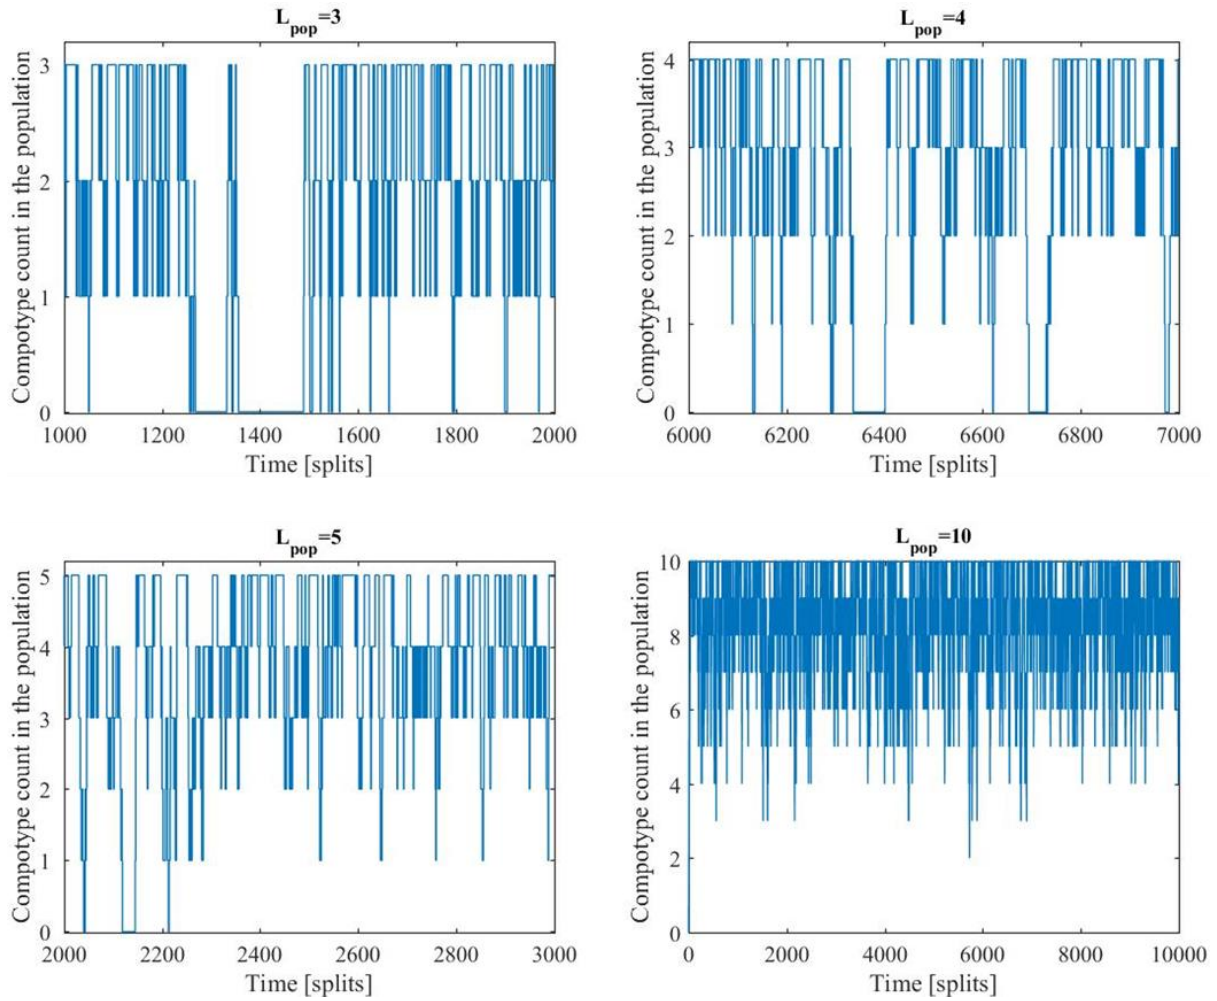 L_pop=3
Compotype count in the population
3
2
1
0
1000 1200 1400 1600 1800 2000
Time [splits]
L_pop=4
Compotype count in the population
4
3
2
1
0
6000 6200 6400 6600 6800 7000
Time [splits]
L_pop=5
Compotype count in the population
5
4
3
2
1
0
2000 2200 2400 2600 2800 3000
Time [splits]
L_pop=10
Compotype count in the population
10
8
6
4
2
0
0 2000 4000 6000 8000 10000
Time [splits]